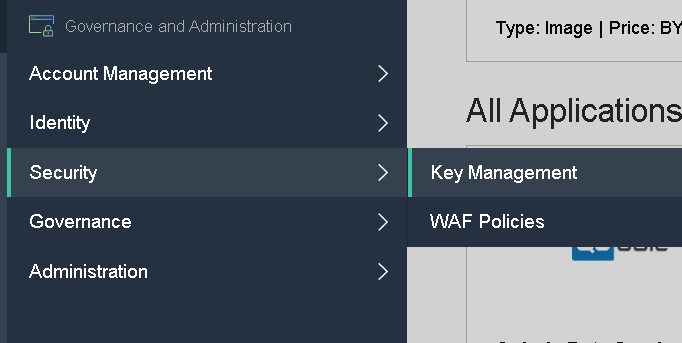 Governance and Administration
Type: Image | Price: BY
Account Management
All Applications
Identity
Security
Key Management
Governance
WAF Policies
Administration